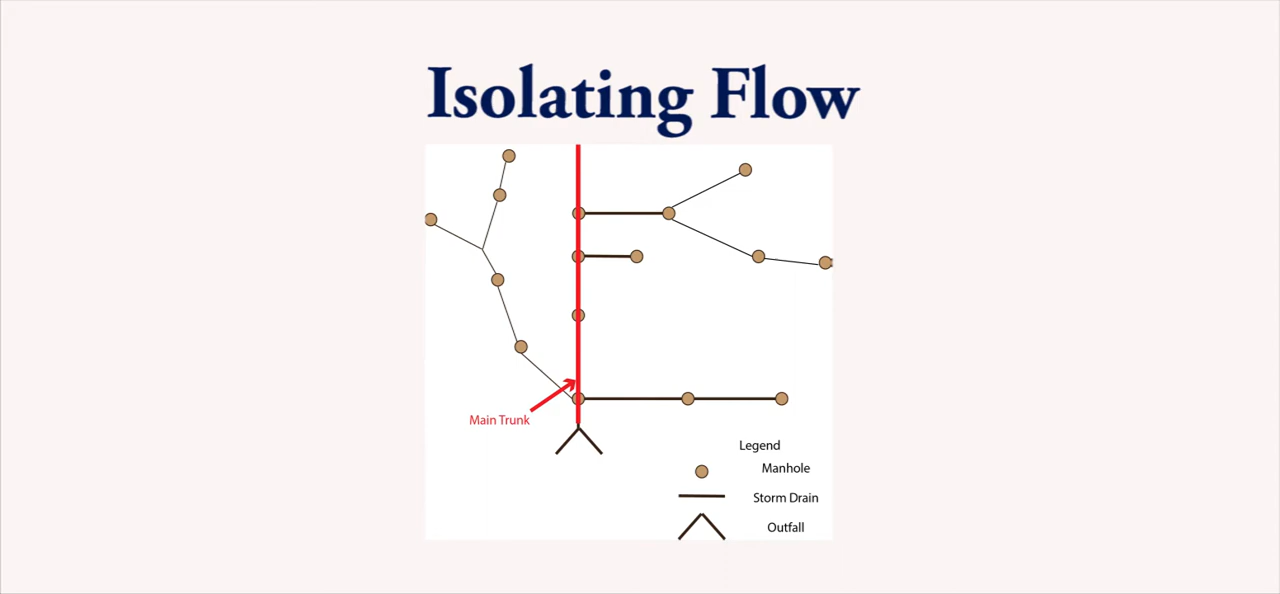 Isolating Flow
Main Trunk
Legend
Manhole
Storm Drain
Outfall